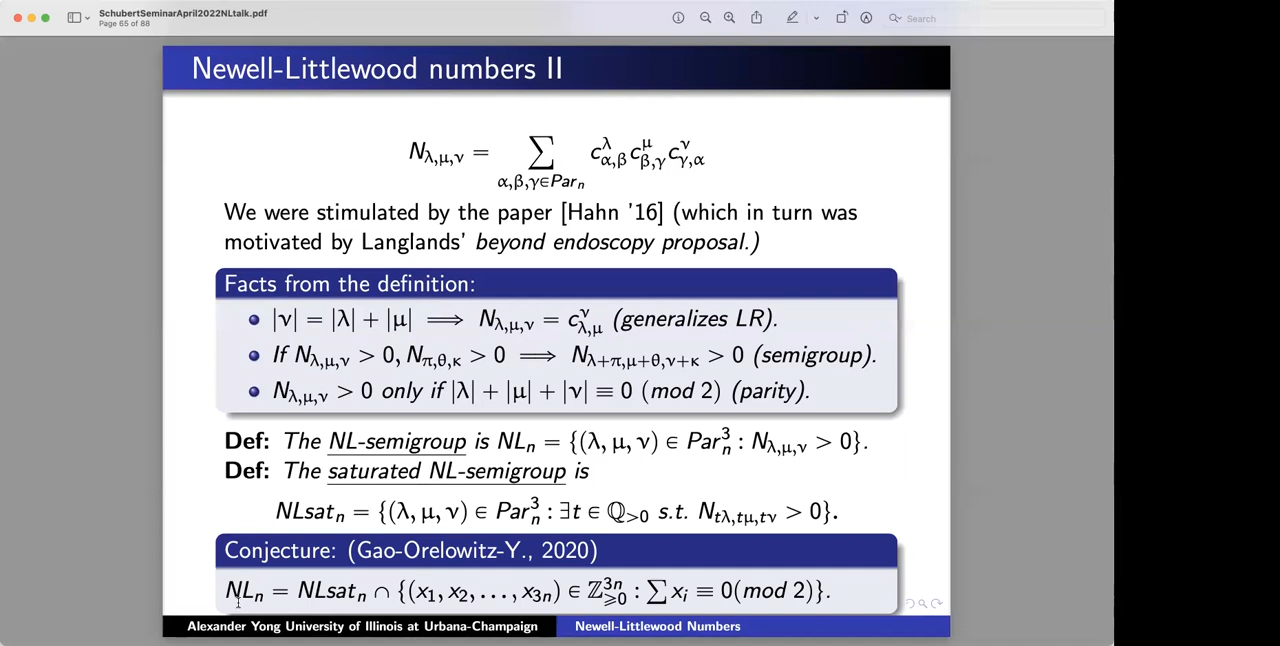 SchubertSeminarApril2022NLtalk.pdf
Page 65 of 88
Search
Newell-Littlewood numbers II
N_{λ,μ,ν} = ∑_{α,β,γ∈Par_n} c^λ_{α,β} c^μ_{β,γ} c^ν_{γ,α}
We were stimulated by the paper [Hahn '16] (which in turn was
motivated by Langlands' beyond endoscopy proposal.)
Facts from the definition:
|ν| = |λ| + |μ| ⟹ N_{λ,μ,ν} = c^ν_{λ,μ} (generalizes LR).
If N_{λ,μ,ν} > 0, N_{π,θ,κ} > 0 ⟹ N_{λ+π,μ+θ,ν+κ} > 0 (semigroup).
N_{λ,μ,ν} > 0 only if |λ| + |μ| + |ν| ≡ 0 (mod 2) (parity).
Def: The NL-semigroup is NL_n = {(λ, μ, ν) ∈ Par_n^3 : N_{λ,μ,ν} > 0}.
Def: The saturated NL-semigroup is
NLsat_n = {(λ, μ, ν) ∈ Par_n^3 : ∃t ∈ ℚ_{>0} s.t. N_{tλ,tμ,tν} > 0}.
Conjecture: (Gao-Orelowitz-Y., 2020)
NL_n = NLsat_n ∩ {(x_1, x_2, . . . , x_{3n}) ∈ ℤ_{⩾0}^{3n} : ∑ x_i ≡ 0(mod 2)}.
Alexander Yong University of Illinois at Urbana-Champaign Newell-Littlewood Numbers